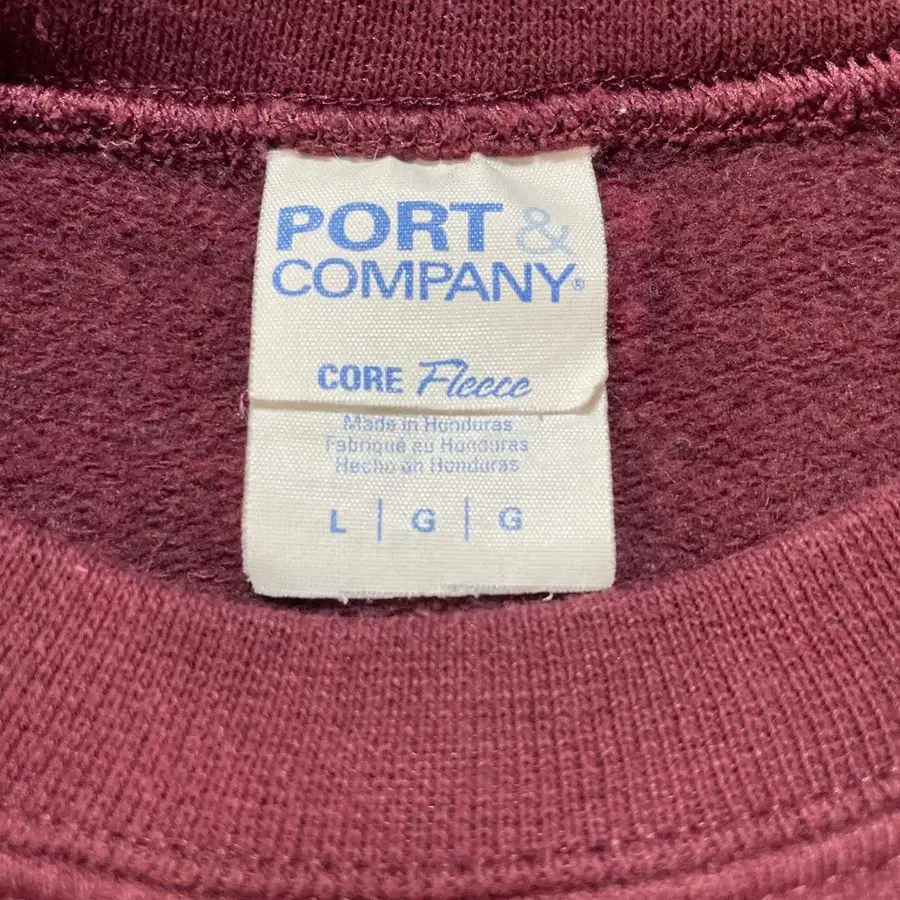 PORT &
COMPANY®
CORE Fleece
Made in Honduras
Fabriqué au Honduras
Hecho en Honduras
L | G | G